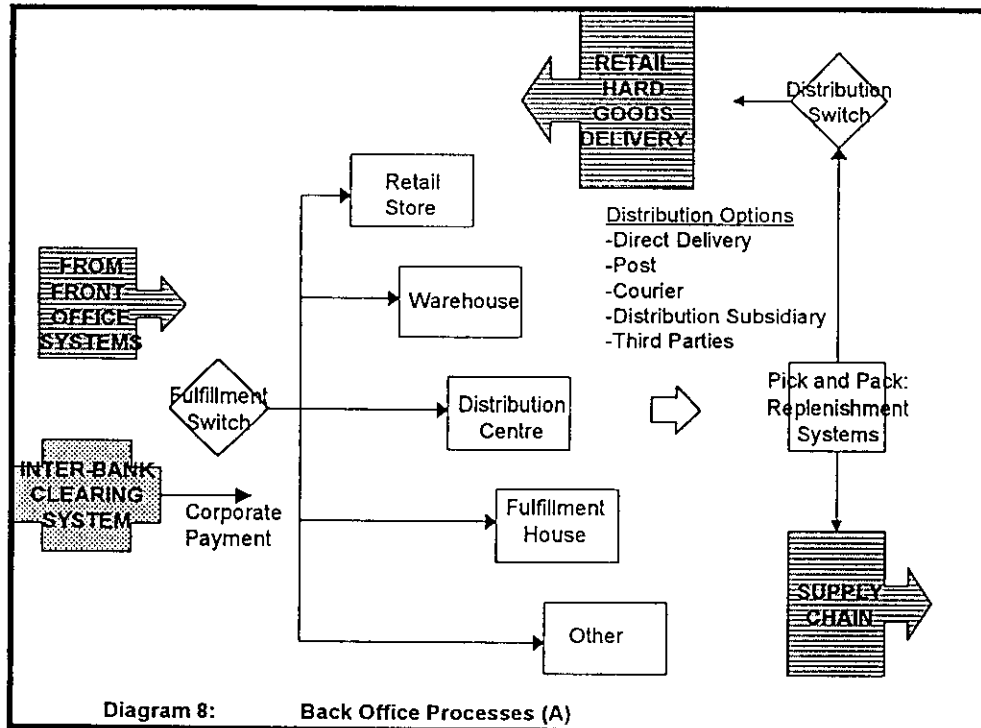 RETAIL
HARD
GOODS
DELIVERY
Distribution
Switch
Retail
Store
Distribution Options
-Direct Delivery
-Post
-Courier
-Distribution Subsidiary
-Third Parties
FROM
FRONT
OFFICE
SYSTEMS
Warehouse
Fulfillment
Switch
Distribution
Centre
Pick and Pack:
Replenishment
Systems
INTER-BANK
CLEARING
SYSTEM
Corporate
Payment
Fulfillment
House
Other
SUPPLY
CHAIN
Diagram 8: Back Office Processes (A)